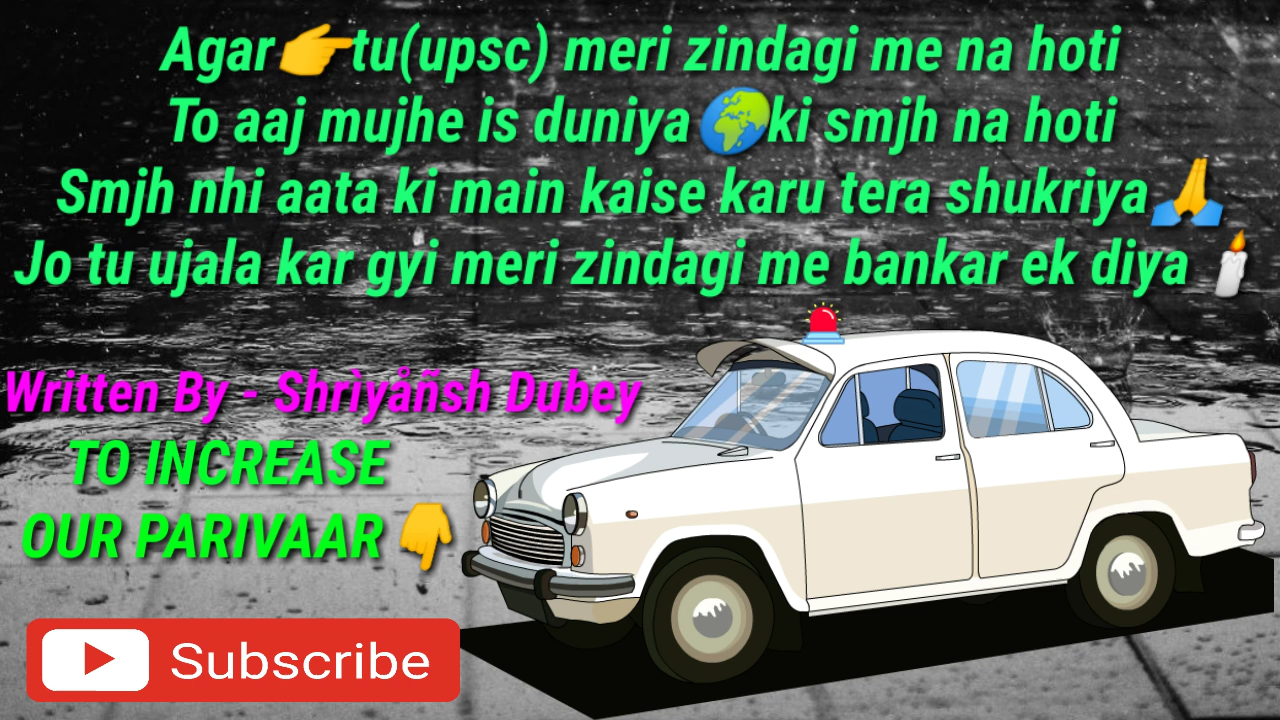 Agar👉tu(upsc) meri zindagi me na hoti
To aaj mujhe is duniya 🌍ki smjh na hoti
Smjh nhi aata ki main kaise karu tera shukriya🙏
Jo tu ujala kar gyi meri zindagi me bankar ek diya 🕯️
Written By - Shrìyåñsh Dubey
TO INCREASE
OUR PARIVAAR👇
Subscribe